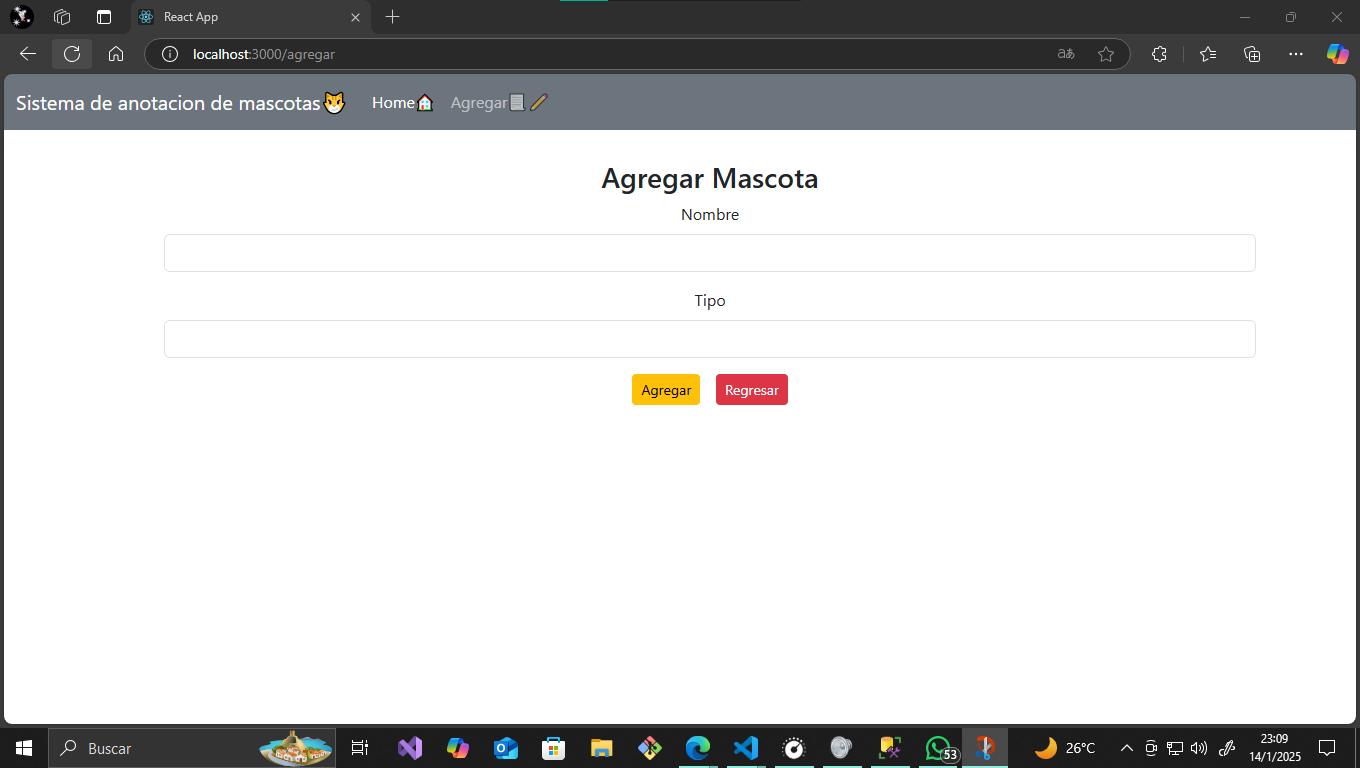 React App
localhost:3000/agregar
Sistema de anotacion de mascotas Home Agregar
Agregar Mascota
Nombre
Tipo
Agregar Regresar
Buscar
53
26°C
23:09
14/1/2025